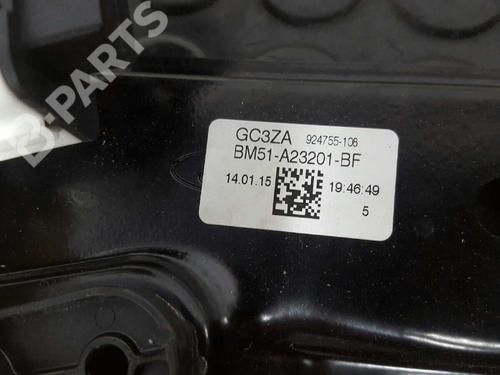 B-PARTS
GC3ZA 924755-106
BM51-A23201-BF
14.01.15 19:46:49
5